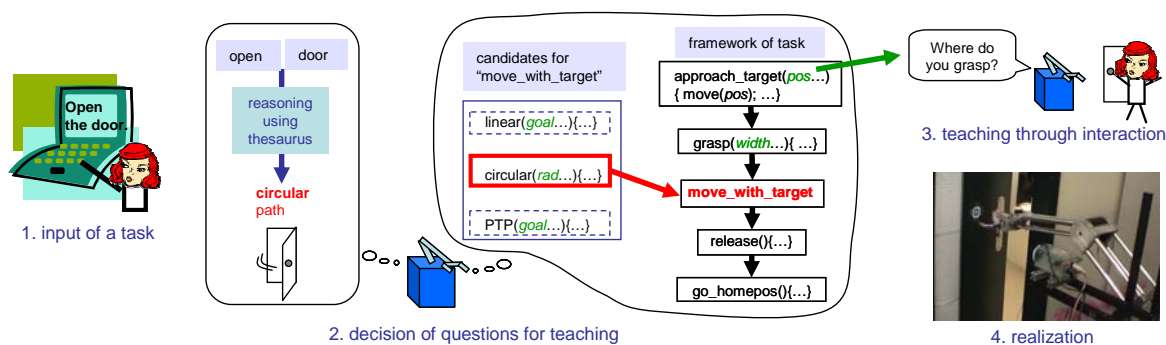 Open
the door.
1. input of a task
open
door
reasoning
using
thesaurus
circular
path
candidates for
“move_with_target”
linear(goal…){…}
circular(rad…){…}
PTP(goal…){…}
framework of task
approach_target(pos…)
{ move(pos); …}
grasp(width…){ …}
move_with_target
release(){…}
go_homepos(){…}
2. decision of questions for teaching
Where do
you grasp?
3. teaching through interaction
4. realization